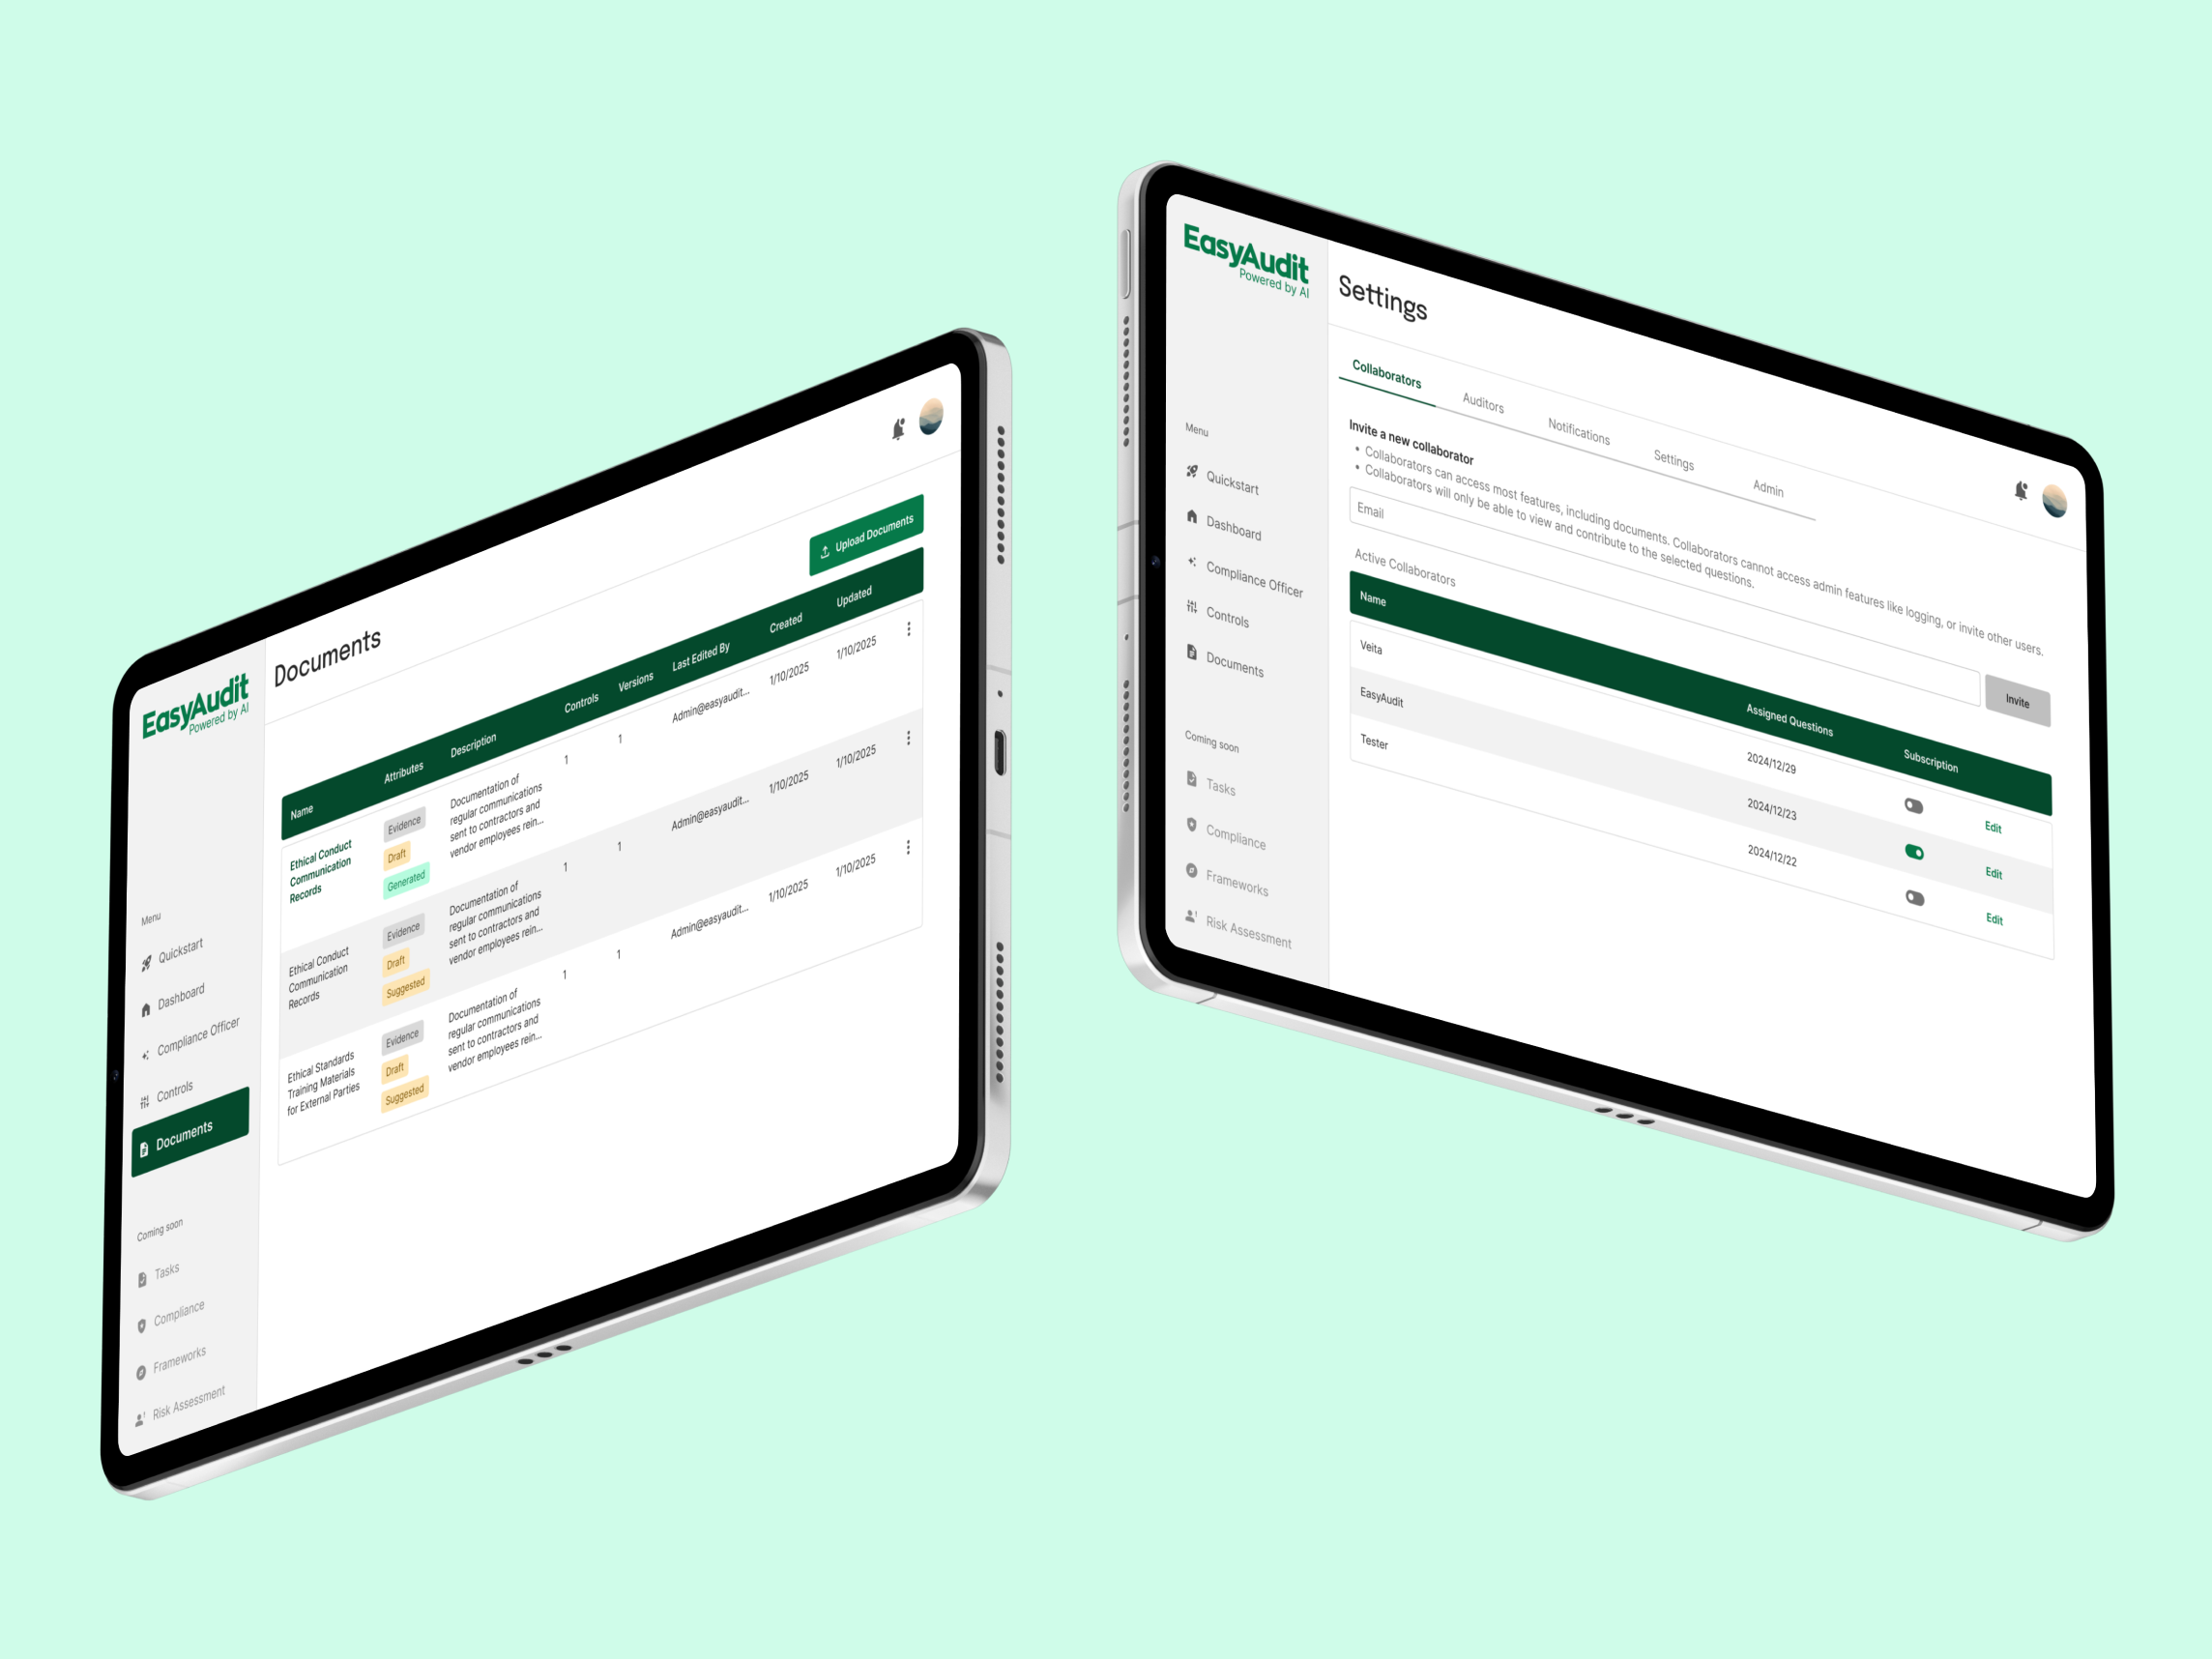 EasyAudit
Powered by AI
Menu
Quickstart
Dashboard
Compliance Officer
Controls
Documents
Coming soon
Tasks
Compliance
Frameworks
Risk Assessment
Documents
Upload Documents
Name Attributes Description Controls Versions Last Edited By Created Updated
Ethical Conduct
Communication
Records
Evidence
Draft
Generated
Documentation of
regular communications
sent to contractors and
vendor employees rein...
1 1 Admin@easyaudit... 1/10/2025 1/10/2025
Ethical Conduct
Communication
Records
Evidence
Draft
Suggested
Documentation of
regular communications
sent to contractors and
vendor employees rein...
1 1 Admin@easyaudit... 1/10/2025 1/10/2025
Ethical Standards
Training Materials
for External Parties
Evidence
Draft
Suggested
Documentation of
regular communications
sent to contractors and
vendor employees rein...
1 1 Admin@easyaudit... 1/10/2025 1/10/2025
EasyAudit
Powered by AI
Menu
Quickstart
Dashboard
Compliance Officer
Controls
Documents
Coming soon
Tasks
Compliance
Frameworks
Risk Assessment
Settings
Collaborators Auditors Notifications Settings Admin
Invite a new collaborator
• Collaborators can access most features, including documents. Collaborators cannot access admin features like logging, or invite other users.
• Collaborators will only be able to view and contribute to the selected questions.
Email
Invite
Active Collaborators
Name Assigned Questions Subscription
Veita 2024/12/29 Edit
EasyAudit 2024/12/23 Edit
Tester 2024/12/22 Edit